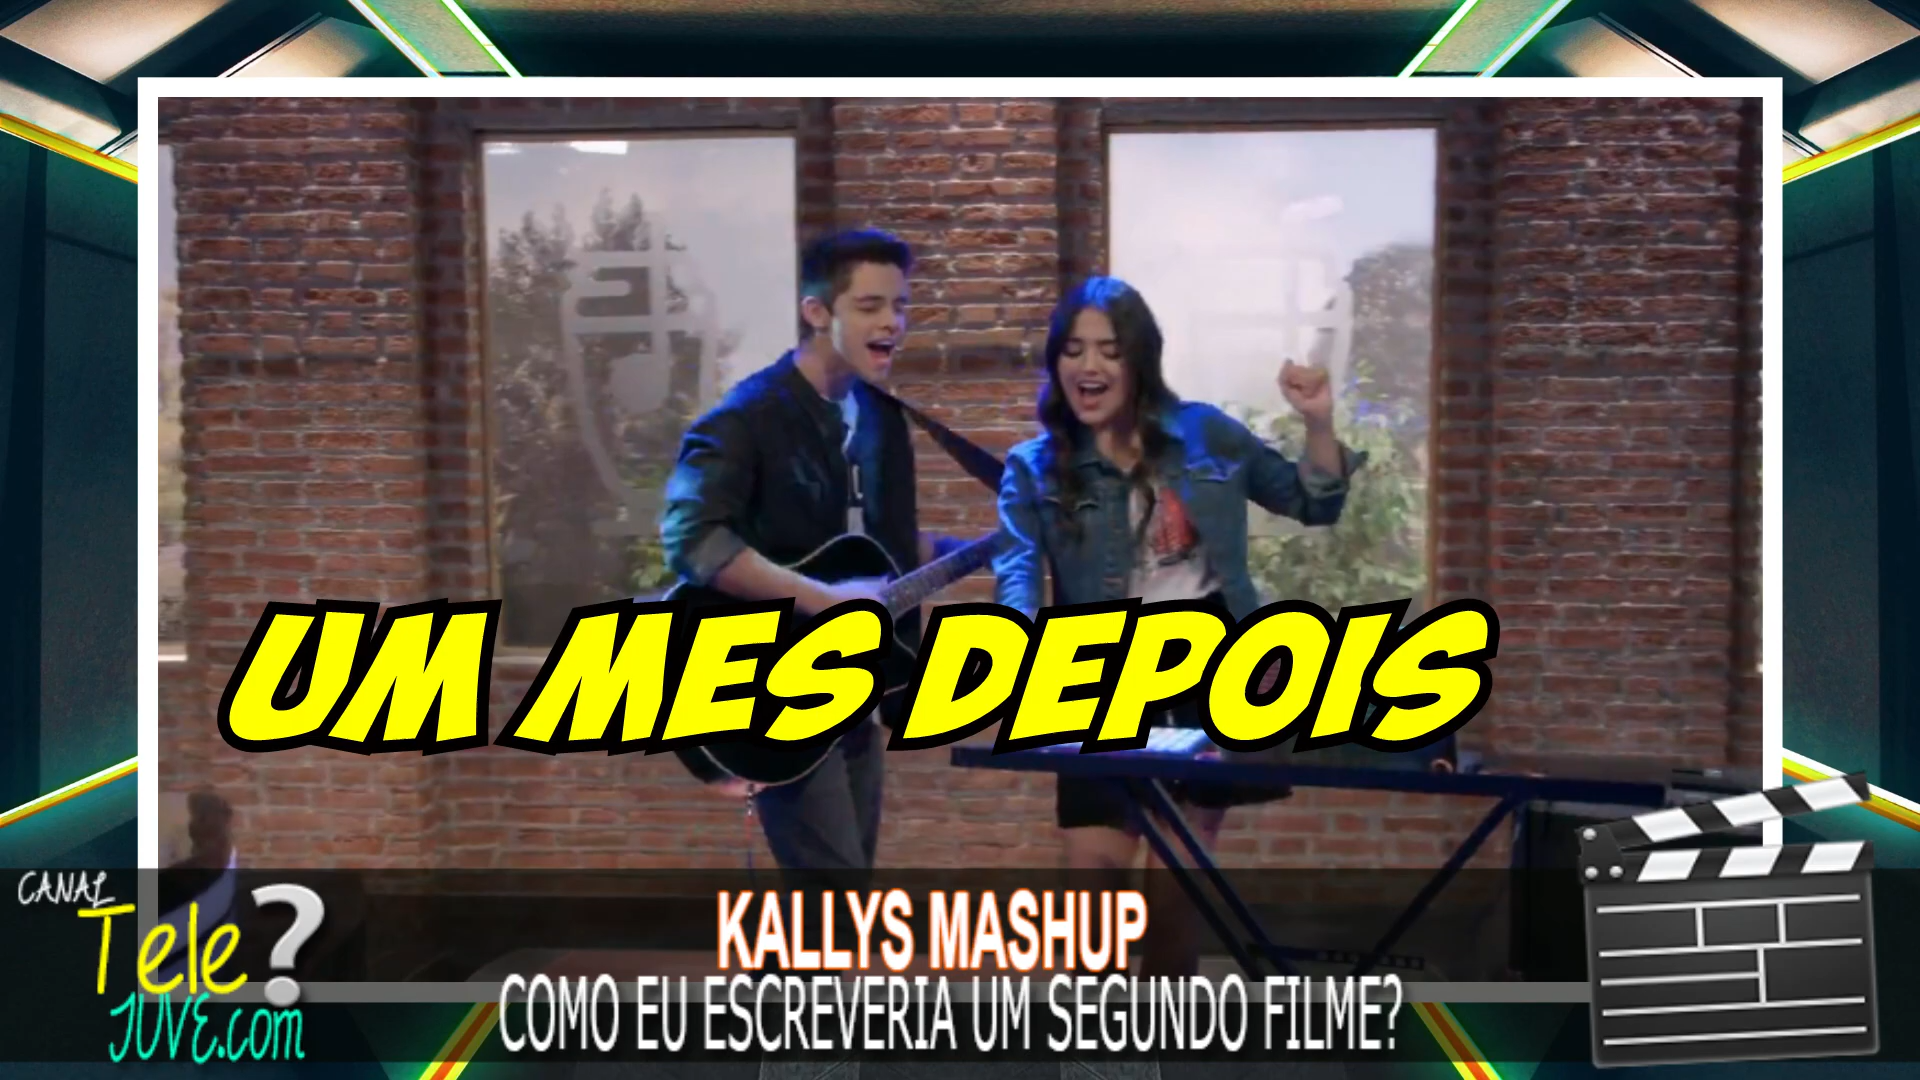 UM MES DEPOIS
CANAL
Tele?
JUVE.com
KALLYS MASHUP
COMO EU ESCREVERIA UM SEGUNDO FILME?